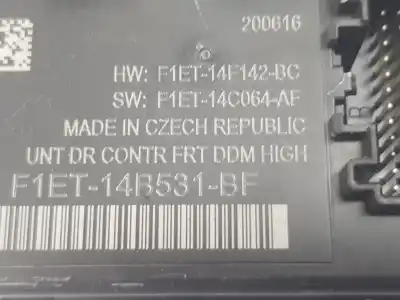 200616
HW: F1ET-14F142-BC
SW: F1ET-14C064-AF
MADE IN CZECH REPUBLIC
UNT DR CONTR FRT DDM HIGH
F1ET-14B531-BF